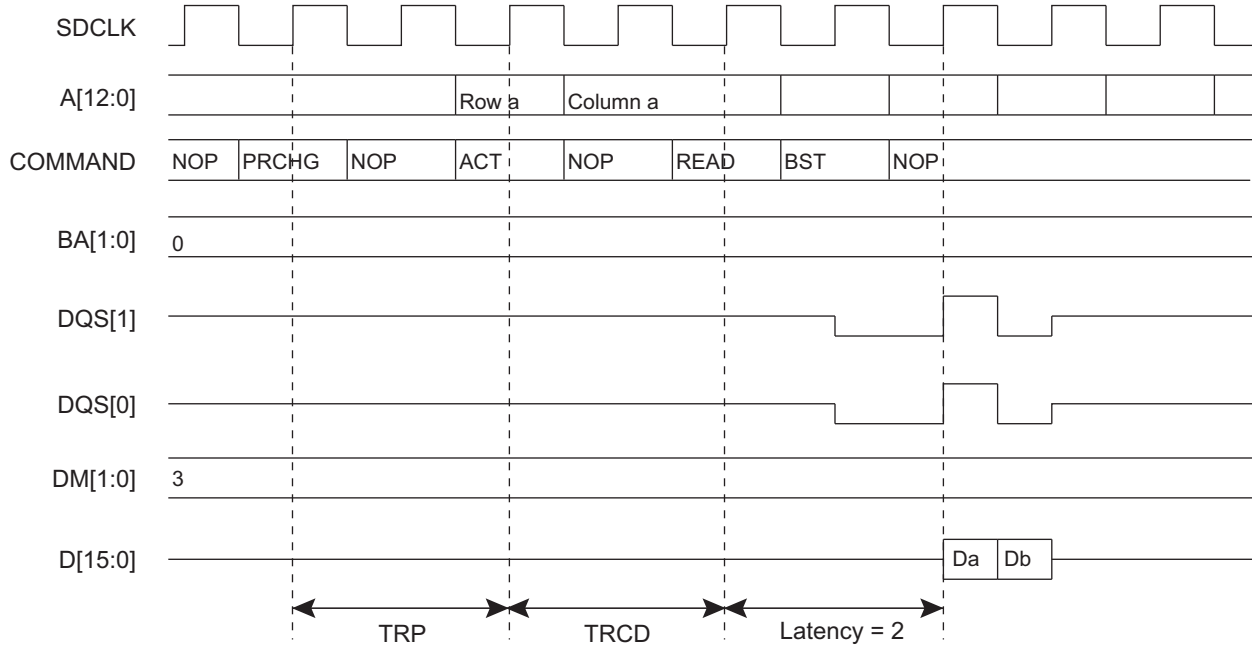 SDCLK
A[12:0] Row a Column a
COMMAND NOP PRCHG NOP ACT NOP READ BST NOP
BA[1:0] 0
DQS[1]
DQS[0]
DM[1:0] 3
D[15:0] Da Db
TRP TRCD Latency = 2